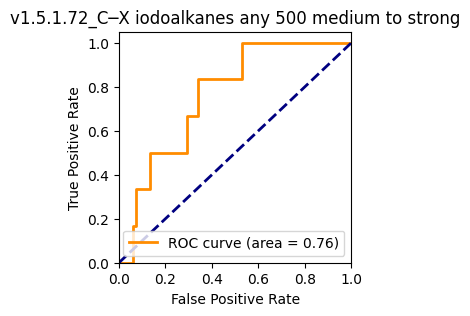 v1.5.1.72_C−X iodoalkanes any 500 medium to strong
1.0
0.8
0.6
0.4
0.2
0.0
True Positive Rate
ROC curve (area = 0.76)
0.0 0.2 0.4 0.6 0.8 1.0
False Positive Rate